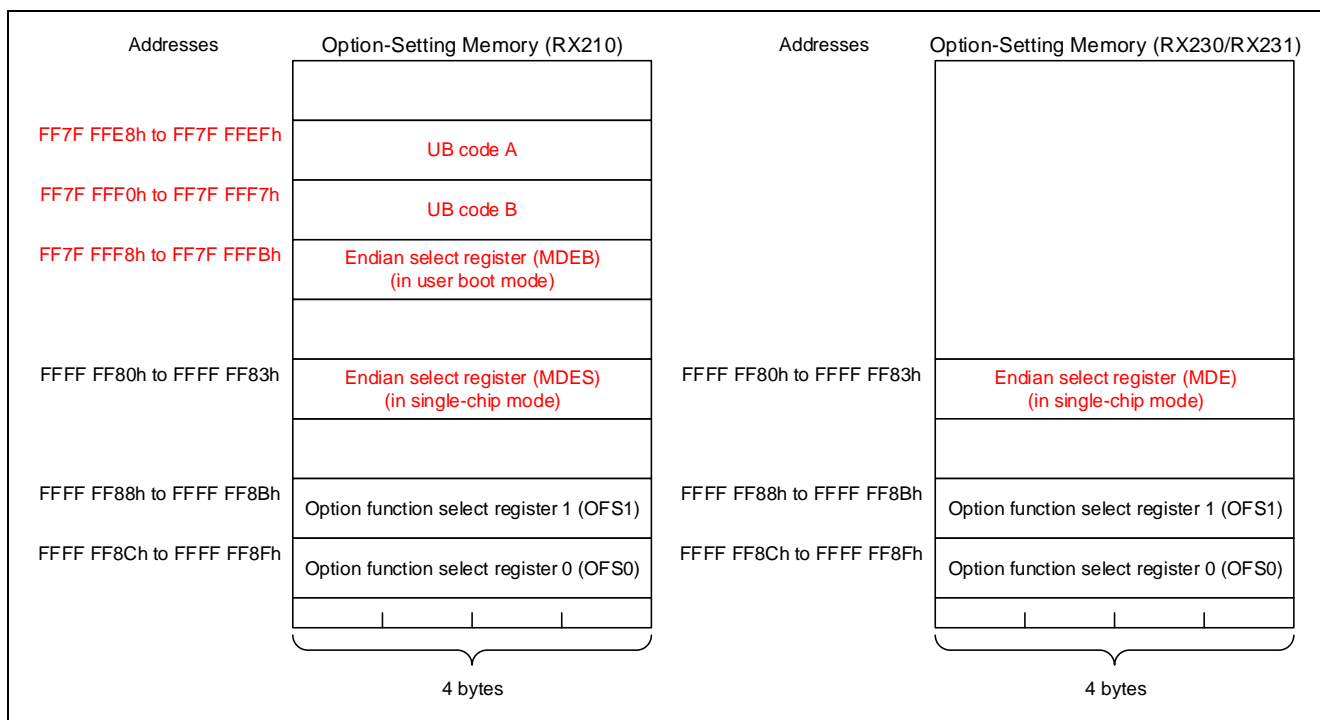 Addresses
Option-Setting Memory (RX210)
FF7F FFE8h to FF7F FFEFh
UB code A
FF7F FFF0h to FF7F FFF7h
UB code B
FF7F FFF8h to FF7F FFFBh
Endian select register (MDEB)
(in user boot mode)
FFFF FF80h to FFFF FF83h
Endian select register (MDES)
(in single-chip mode)
FFFF FF88h to FFFF FF8Bh
Option function select register 1 (OFS1)
FFFF FF8Ch to FFFF FF8Fh
Option function select register 0 (OFS0)
4 bytes
Addresses
Option-Setting Memory (RX230/RX231)
FFFF FF80h to FFFF FF83h
Endian select register (MDE)
(in single-chip mode)
FFFF FF88h to FFFF FF8Bh
Option function select register 1 (OFS1)
FFFF FF8Ch to FFFF FF8Fh
Option function select register 0 (OFS0)
4 bytes